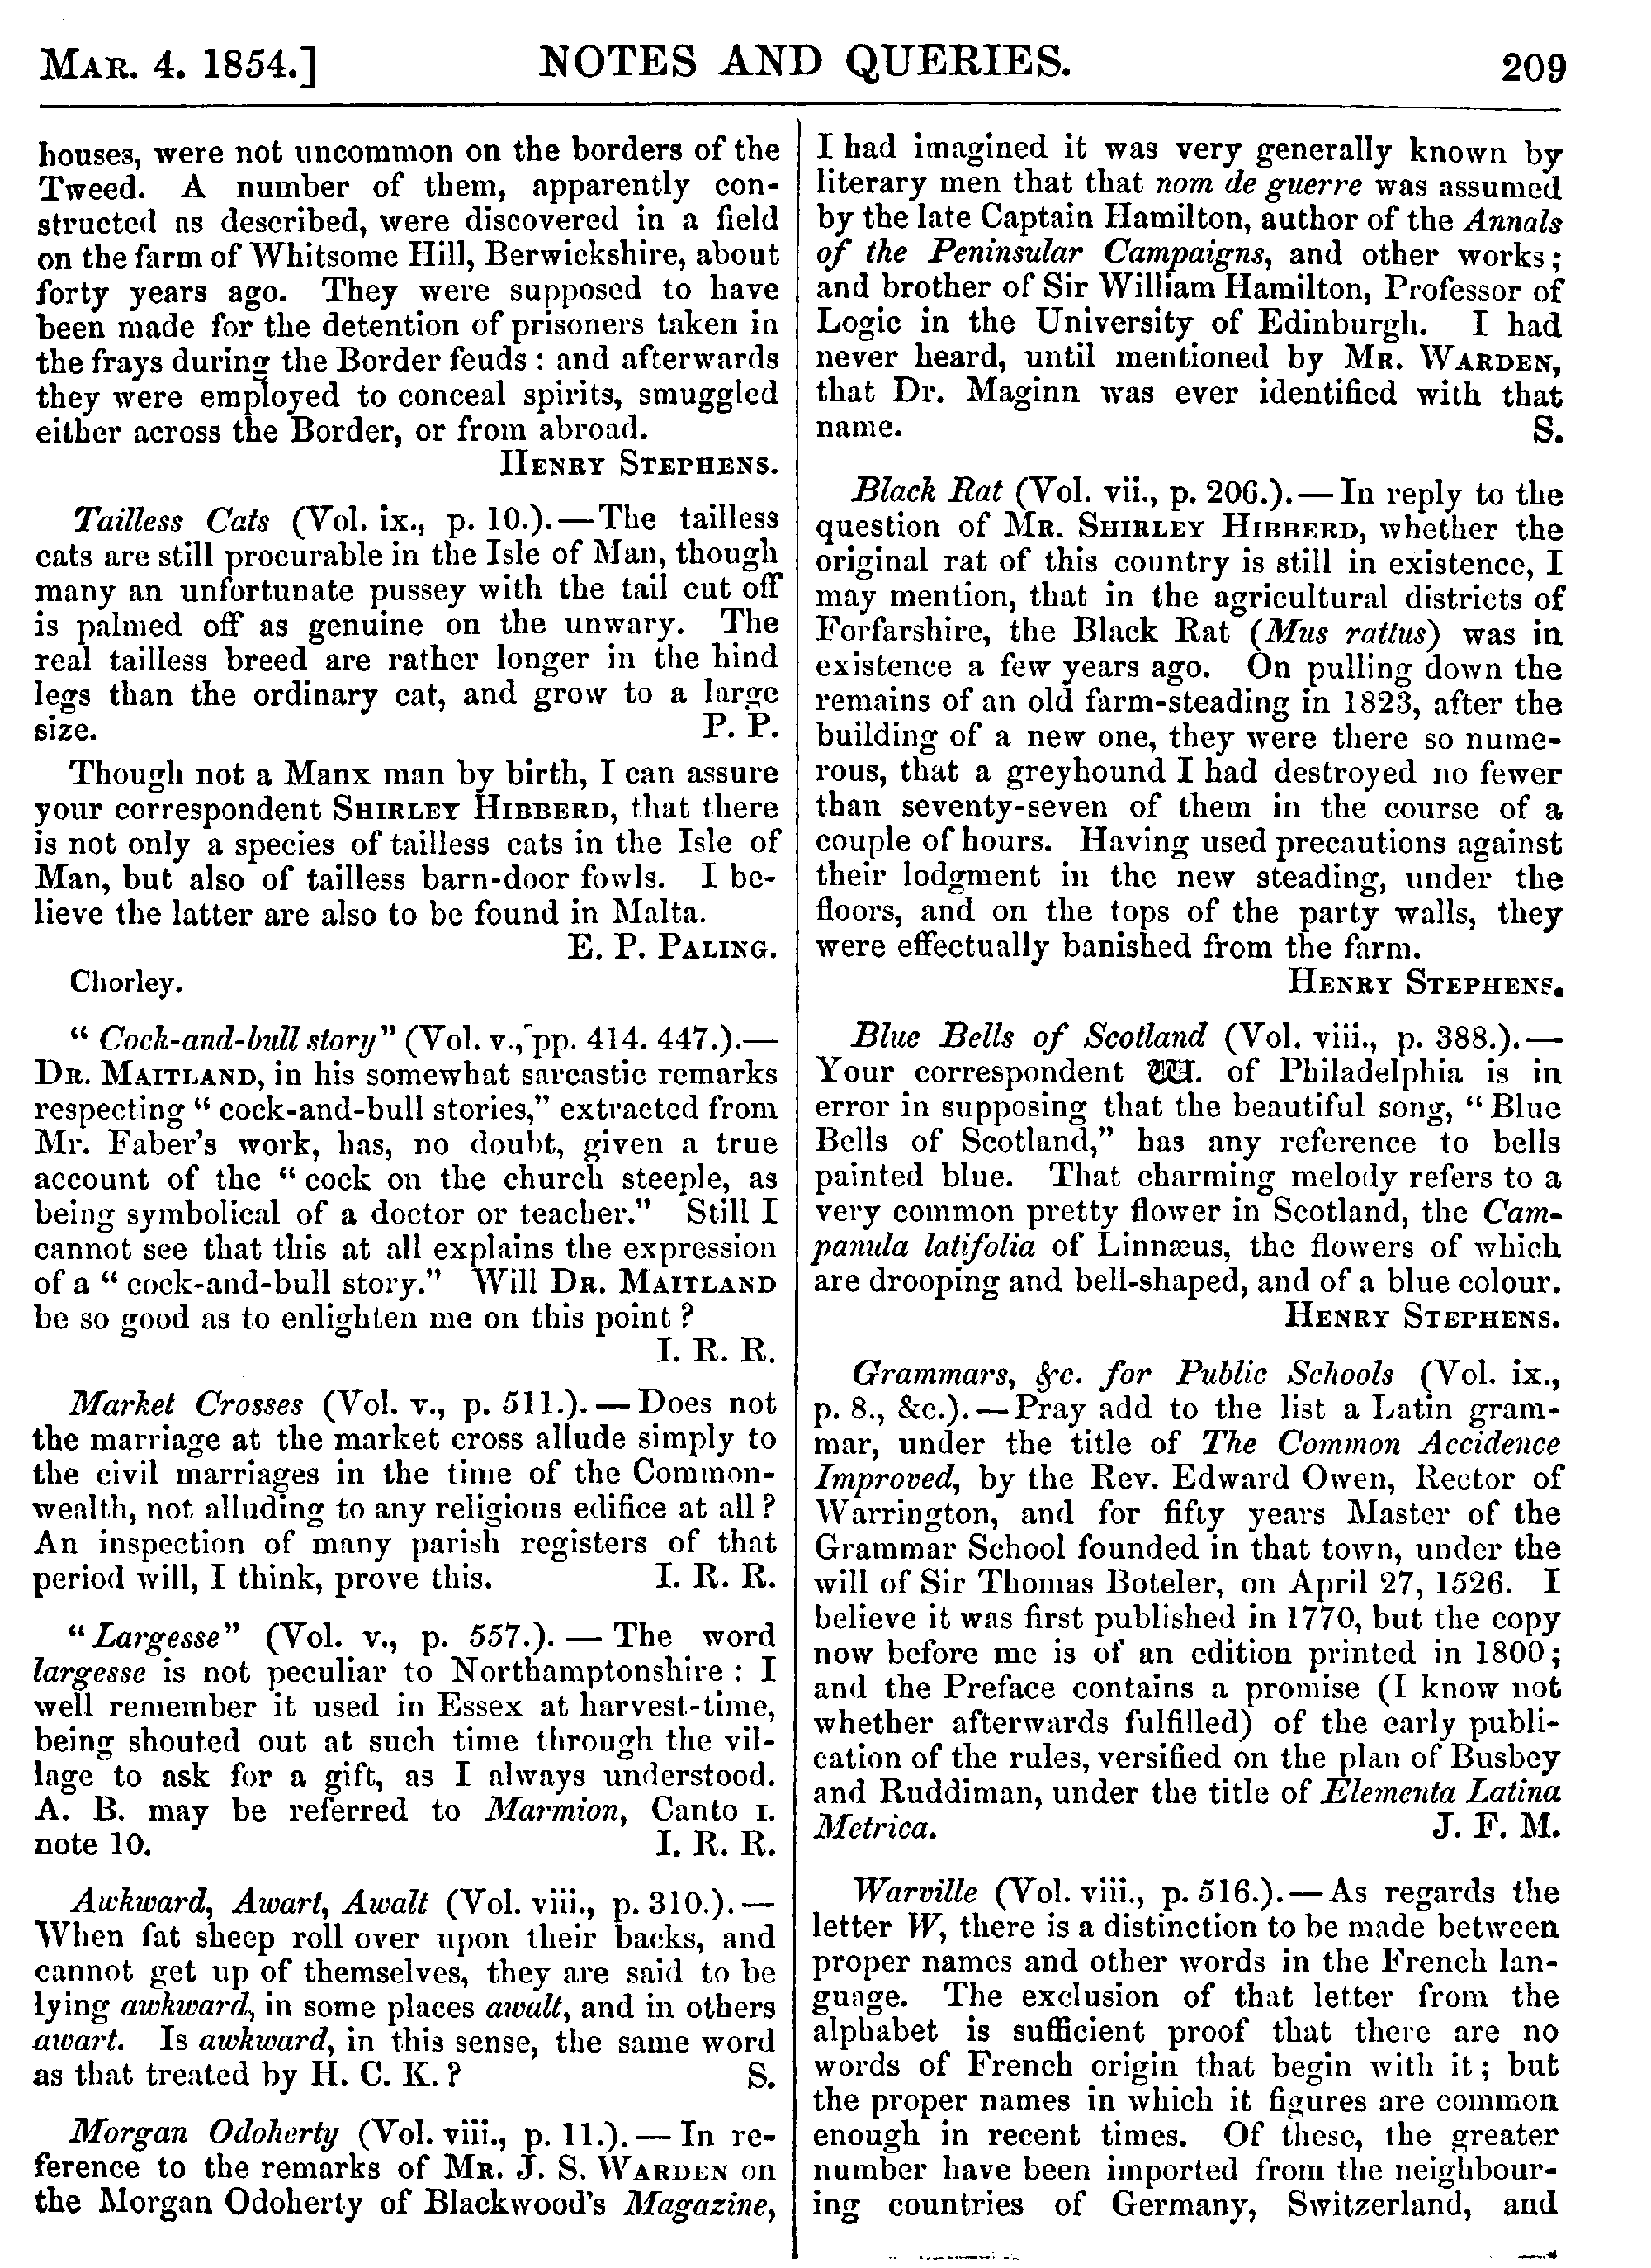 MAR. 4. 1854.]
NOTES AND QUERIES.
209
houses, were not uncommon on the borders of the
Tweed. A number of them, apparently con-
structed as described, were discovered in a field
on the farm of Whitsome Hill, Berwickshire, about
forty years ago. They were supposed to have
been made for the detention of prisoners taken in
the frays during the Border feuds : and afterwards
they were employed to conceal spirits, smuggled
either across the Border, or from abroad.
HENRY STEPHENS.
Tailless Cats (Vol. ix., p. 10.).—The tailless
cats are still procurable in the Isle of Man, though
many an unfortunate pussey with the tail cut off
is palmed off as genuine on the unwary. The
real tailless breed are rather longer in the hind
legs than the ordinary cat, and grow to a large
size. P. P.
Though not a Manx man by birth, I can assure
your correspondent SHIRLEY HIBBERD, that there
is not only a species of tailless cats in the Isle of
Man, but also of tailless barn-door fowls. I be-
lieve the latter are also to be found in Malta.
E. P. PALING.
Chorley.
“ Cock-and-bull story” (Vol. v., pp. 414. 447.).—
DR. MAITLAND, in his somewhat sarcastic remarks
respecting “ cock-and-bull stories,” extracted from
Mr. Faber’s work, has, no doubt, given a true
account of the “ cock on the church steeple, as
being symbolical of a doctor or teacher.” Still I
cannot see that this at all explains the expression
of a “ cock-and-bull story.” Will DR. MAITLAND
be so good as to enlighten me on this point ?
I. R. R.
Market Crosses (Vol. v., p. 511.). — Does not
the marriage at the market cross allude simply to
the civil marriages in the time of the Common-
wealth, not alluding to any religious edifice at all ?
An inspection of many parish registers of that
period will, I think, prove this. I. R. R.
“ Largesse” (Vol. v., p. 557.). — The word
largesse is not peculiar to Northamptonshire : I
well remember it used in Essex at harvest-time,
being shouted out at such time through the vil-
lage to ask for a gift, as I always understood.
A. B. may be referred to Marmion, Canto I.
note 10. I. R. R.
Awkward, Awart, Awalt (Vol. viii., p. 310.).—
When fat sheep roll over upon their backs, and
cannot get up of themselves, they are said to be
lying awkward, in some places awalt, and in others
awart. Is awkward, in this sense, the same word
as that treated by H. C. K. ? S.
Morgan Odoherty (Vol. viii., p. 11.). — In re-
ference to the remarks of MR. J. S. WARDEN on
the Morgan Odoherty of Blackwood’s Magazine,
I had imagined it was very generally known by
literary men that that nom de guerre was assumed
by the late Captain Hamilton, author of the Annals
of the Peninsular Campaigns, and other works ;
and brother of Sir William Hamilton, Professor of
Logic in the University of Edinburgh. I had
never heard, until mentioned by MR. WARDEN,
that Dr. Maginn was ever identified with that
name. S.
Black Rat (Vol. vii., p. 206.).— In reply to the
question of MR. SHIRLEY HIBBERD, whether the
original rat of this country is still in existence, I
may mention, that in the agricultural districts of
Forfarshire, the Black Rat (Mus rattus) was in
existence a few years ago. On pulling down the
remains of an old farm-steading in 1823, after the
building of a new one, they were there so nume-
rous, that a greyhound I had destroyed no fewer
than seventy-seven of them in the course of a
couple of hours. Having used precautions against
their lodgment in the new steading, under the
floors, and on the tops of the party walls, they
were effectually banished from the farm.
HENRY STEPHENS.
Blue Bells of Scotland (Vol. viii., p. 388.).—
Your correspondent 𝖂. of Philadelphia is in
error in supposing that the beautiful song, “ Blue
Bells of Scotland,” has any reference to bells
painted blue. That charming melody refers to a
very common pretty flower in Scotland, the Cam-
panula latifolia of Linnæus, the flowers of which
are drooping and bell-shaped, and of a blue colour.
HENRY STEPHENS.
Grammars, &c. for Public Schools (Vol. ix.,
p. 8., &c.).—Pray add to the list a Latin gram-
mar, under the title of The Common Accidence
Improved, by the Rev. Edward Owen, Rector of
Warrington, and for fifty years Master of the
Grammar School founded in that town, under the
will of Sir Thomas Boteler, on April 27, 1526. I
believe it was first published in 1770, but the copy
now before me is of an edition printed in 1800 ;
and the Preface contains a promise (I know not
whether afterwards fulfilled) of the early publi-
cation of the rules, versified on the plan of Busbey
and Ruddiman, under the title of Elementa Latina
Metrica. J. F. M.
Warville (Vol. viii., p. 516.).—As regards the
letter W, there is a distinction to be made between
proper names and other words in the French lan-
guage. The exclusion of that letter from the
alphabet is sufficient proof that there are no
words of French origin that begin with it ; but
the proper names in which it figures are common
enough in recent times. Of these, the greater
number have been imported from the neighbour-
ing countries of Germany, Switzerland, and